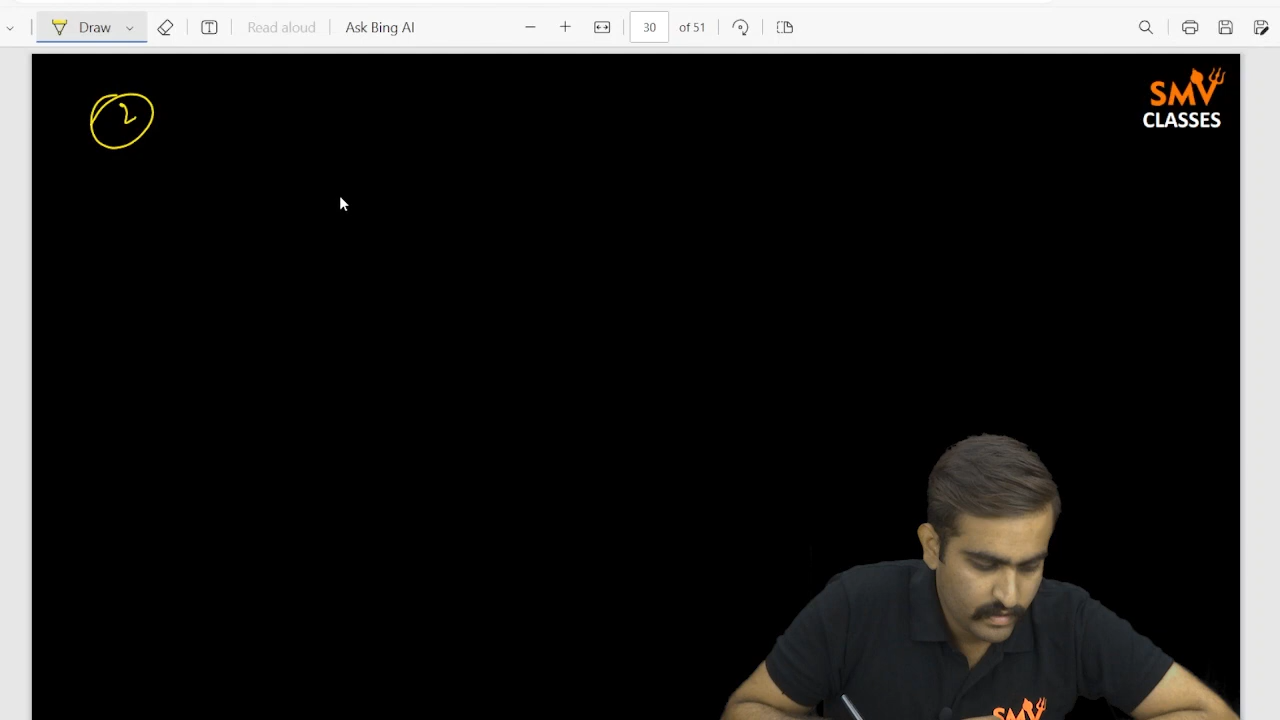 Draw
Read aloud
Ask Bing AI
30 of 51
2
SMV
CLASSES
SMV